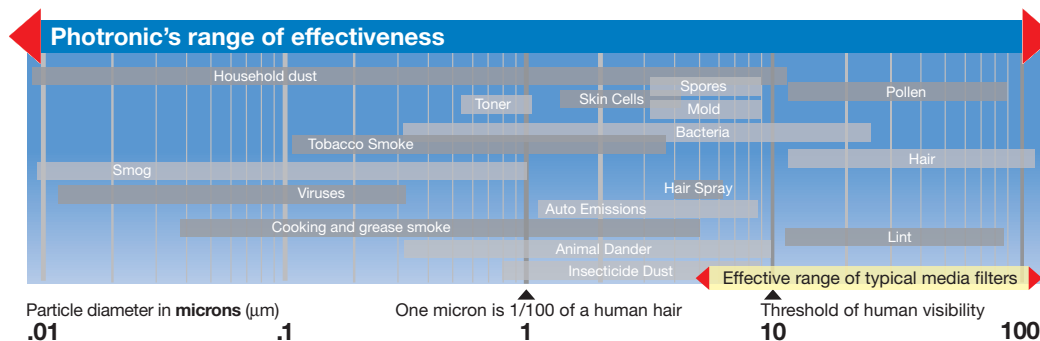 Photronic's range of effectiveness
Household dust
Spores
Pollen
Toner
Skin Cells
Mold
Bacteria
Tobacco Smoke
Hair
Smog
Viruses
Hair Spray
Auto Emissions
Cooking and grease smoke
Lint
Animal Dander
Insecticide Dust
Effective range of typical media filters
Particle diameter in microns (μm)
One micron is 1/100 of a human hair
Threshold of human visibility
.01 .1 1 10 100